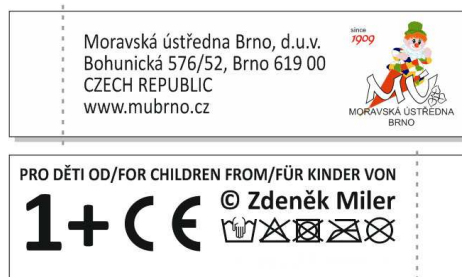 Moravská ústředna Brno, d.u.v.
Bohunická 576/52, Brno 619 00
CZECH REPUBLIC
www.mubrno.cz
since
1909
MU
MORAVSKÁ ÚSTŘEDNA
BRNO
PRO DĚTI OD/FOR CHILDREN FROM/FÜR KINDER VON
1+ CE
© Zdeněk Miler